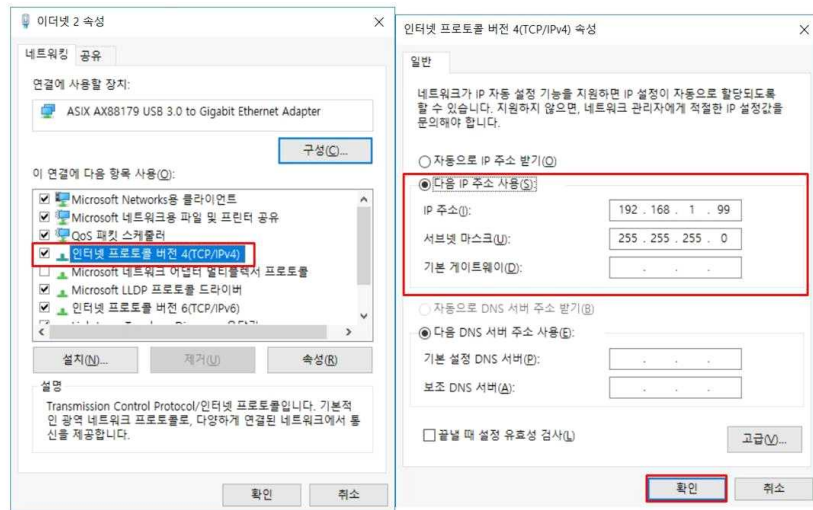 이더넷 2 속성
네트워킹 공유
연결에 사용할 장치:
ASIX AX88179 USB 3.0 to Gigabit Ethernet Adapter
구성(C)...
이 연결에 다음 항목 사용(O):
Microsoft Networks용 클라이언트
Microsoft 네트워크용 파일 및 프린터 공유
QoS 패킷 스케줄러
인터넷 프로토콜 버전 4(TCP/IPv4)
Microsoft 네트워크 어댑터 멀티플렉서 프로토콜
Microsoft LLDP 프로토콜 드라이버
인터넷 프로토콜 버전 6(TCP/IPv6)
설치(N)... 제거(U) 속성(R)
설명
Transmission Control Protocol/인터넷 프로토콜입니다. 기본적
인 광역 네트워크 프로토콜로, 다양하게 연결된 네트워크에서 통
신을 제공합니다.
확인 취소
인터넷 프로토콜 버전 4(TCP/IPv4) 속성
일반
네트워크가 IP 자동 설정 기능을 지원하면 IP 설정이 자동으로 할당되도록
할 수 있습니다. 지원하지 않으면, 네트워크 관리자에게 적절한 IP 설정값을
문의해야 합니다.
자동으로 IP 주소 받기(O)
다음 IP 주소 사용(S):
IP 주소(I): 192 . 168 . 1 . 99
서브넷 마스크(U): 255 . 255 . 255 . 0
기본 게이트웨이(D): . . .
자동으로 DNS 서버 주소 받기(B)
다음 DNS 서버 주소 사용(E):
기본 설정 DNS 서버(P): . . .
보조 DNS 서버(A): . . .
끝낼 때 설정 유효성 검사(L)
고급(V)...
확인 취소